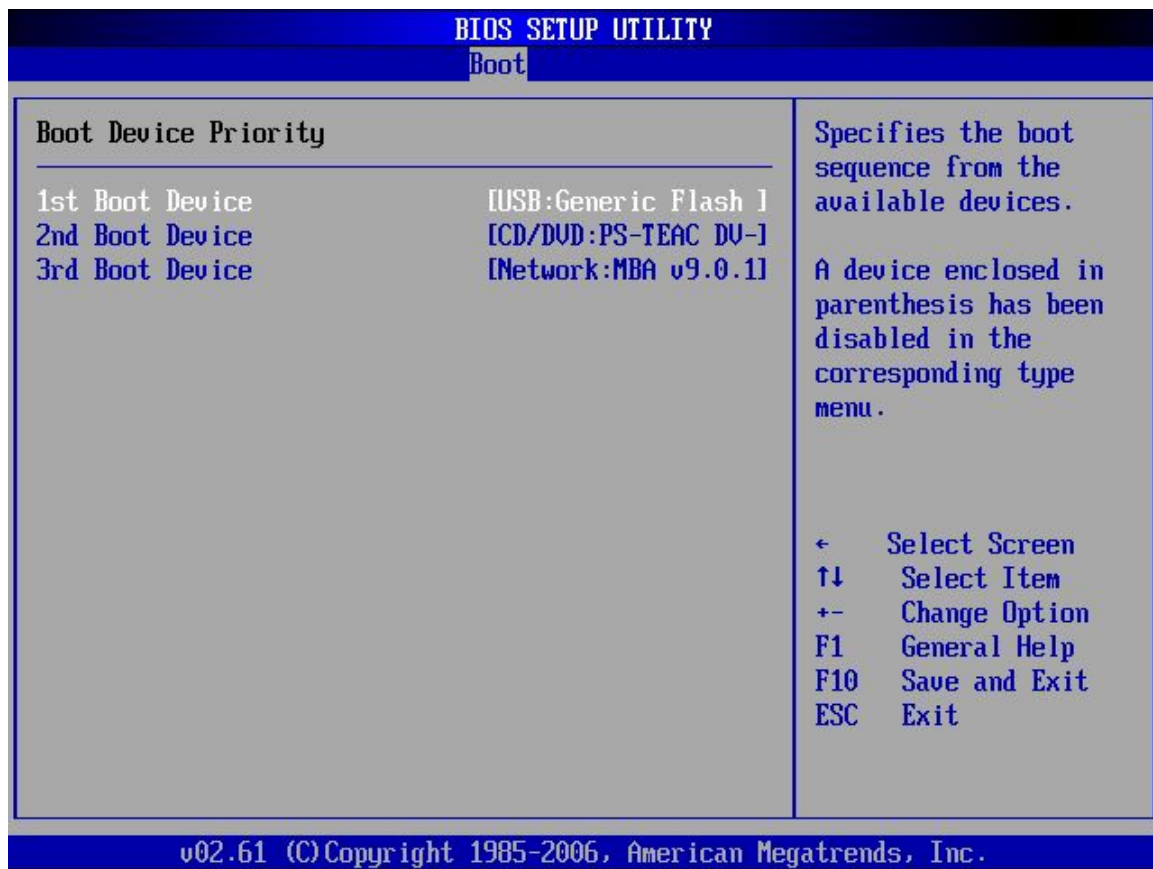 BIOS SETUP UTILITY
Boot
Boot Device Priority
1st Boot Device [USB:Generic Flash ]
2nd Boot Device [CD/DVD:PS-TEAC DV-]
3rd Boot Device [Network:MBA v9.0.1]
Specifies the boot
sequence from the
available devices.
A device enclosed in
parenthesis has been
disabled in the
corresponding type
menu.
← Select Screen
↑↓ Select Item
+- Change Option
F1 General Help
F10 Save and Exit
ESC Exit
v02.61 (C)Copyright 1985-2006, American Megatrends, Inc.